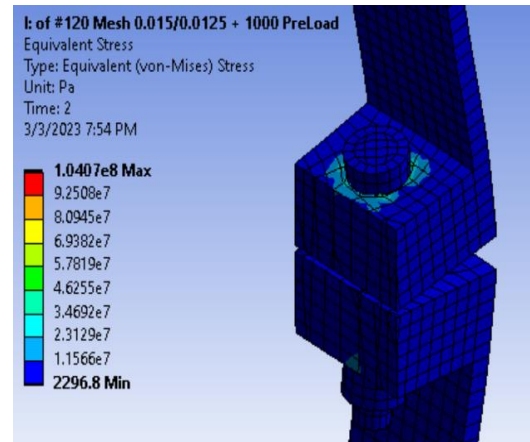 I: of #120 Mesh 0.015/0.0125 + 1000 PreLoad
Equivalent Stress
Type: Equivalent (von-Mises) Stress
Unit: Pa
Time: 2
3/3/2023 7:54 PM
1.0407e8 Max
9.2508e7
8.0945e7
6.9382e7
5.7819e7
4.6255e7
3.4692e7
2.3129e7
1.1566e7
2296.8 Min